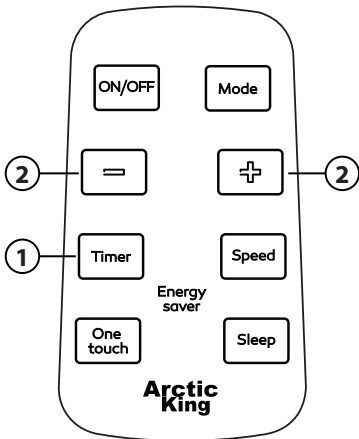 ON/OFF
Mode
2
2
1
Timer
Speed
Energy
saver
One
touch
Sleep
Arctic
King